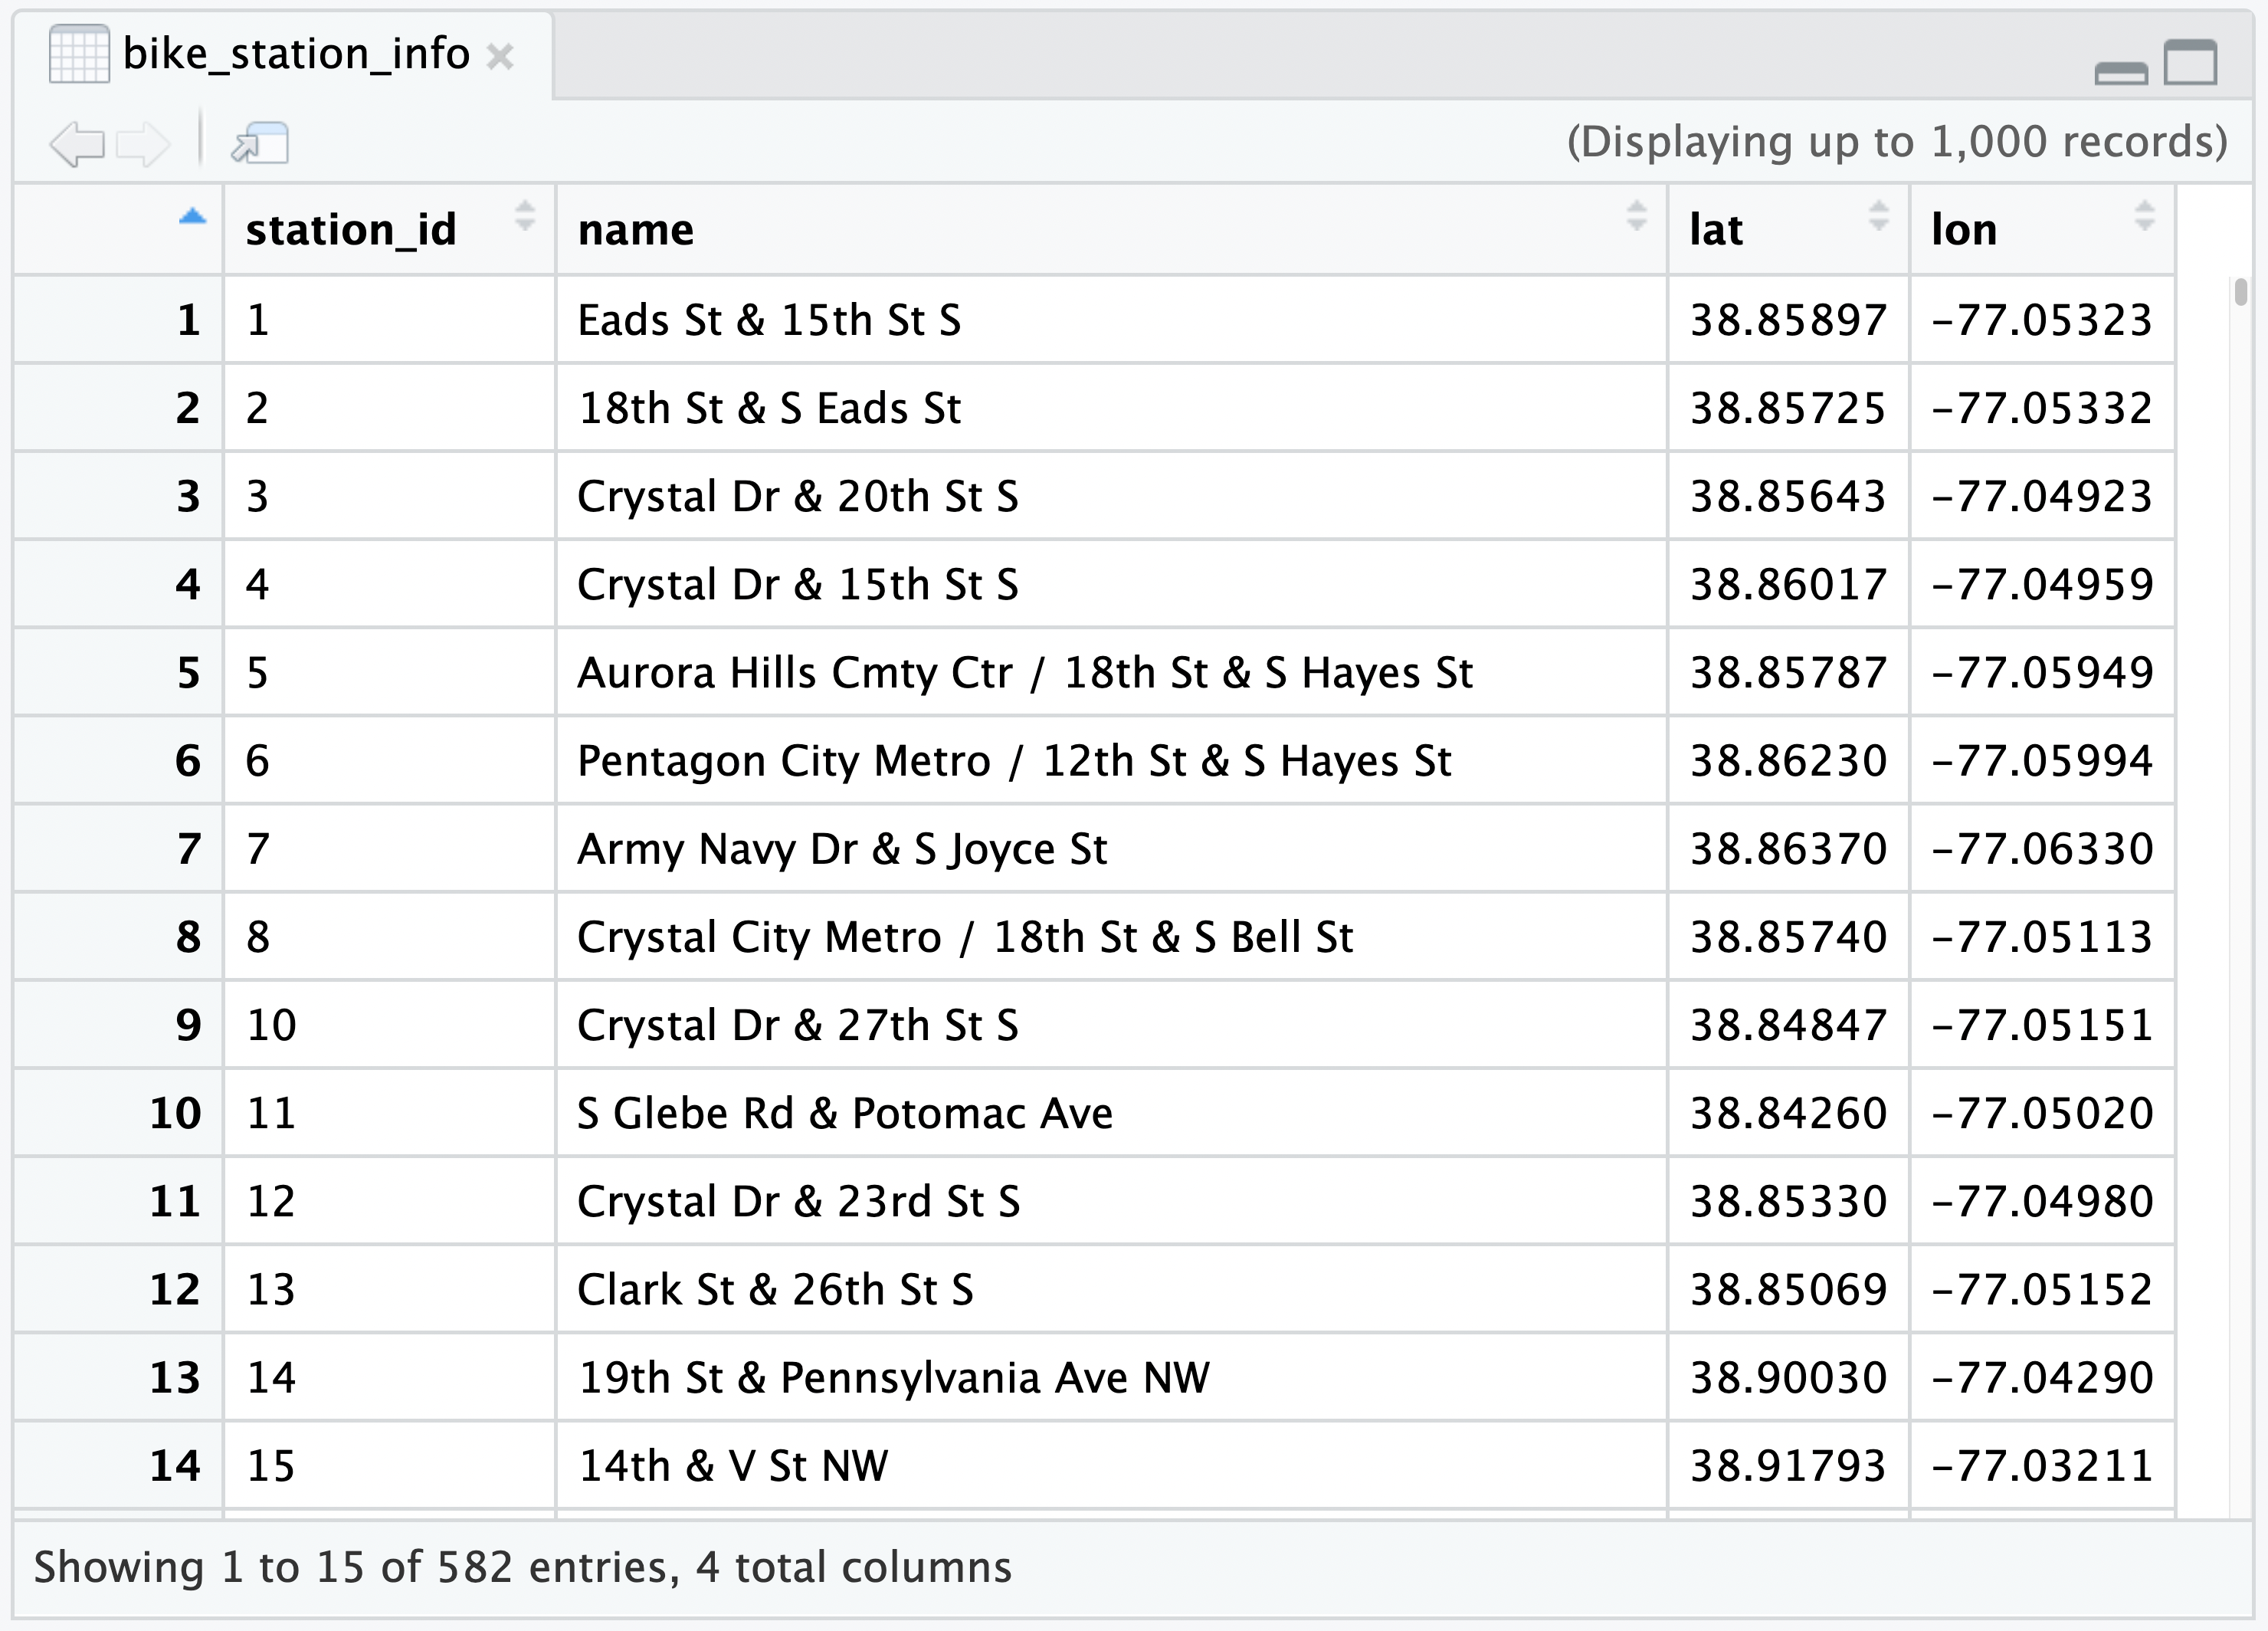 bike_station_info
(Displaying up to 1,000 records)
station_id name lat lon
1 1 Eads St & 15th St S 38.85897 -77.05323
2 2 18th St & S Eads St 38.85725 -77.05332
3 3 Crystal Dr & 20th St S 38.85643 -77.04923
4 4 Crystal Dr & 15th St S 38.86017 -77.04959
5 5 Aurora Hills Cmty Ctr / 18th St & S Hayes St 38.85787 -77.05949
6 6 Pentagon City Metro / 12th St & S Hayes St 38.86230 -77.05994
7 7 Army Navy Dr & S Joyce St 38.86370 -77.06330
8 8 Crystal City Metro / 18th St & S Bell St 38.85740 -77.05113
9 10 Crystal Dr & 27th St S 38.84847 -77.05151
10 11 S Glebe Rd & Potomac Ave 38.84260 -77.05020
11 12 Crystal Dr & 23rd St S 38.85330 -77.04980
12 13 Clark St & 26th St S 38.85069 -77.05152
13 14 19th St & Pennsylvania Ave NW 38.90030 -77.04290
14 15 14th & V St NW 38.91793 -77.03211
Showing 1 to 15 of 582 entries, 4 total columns